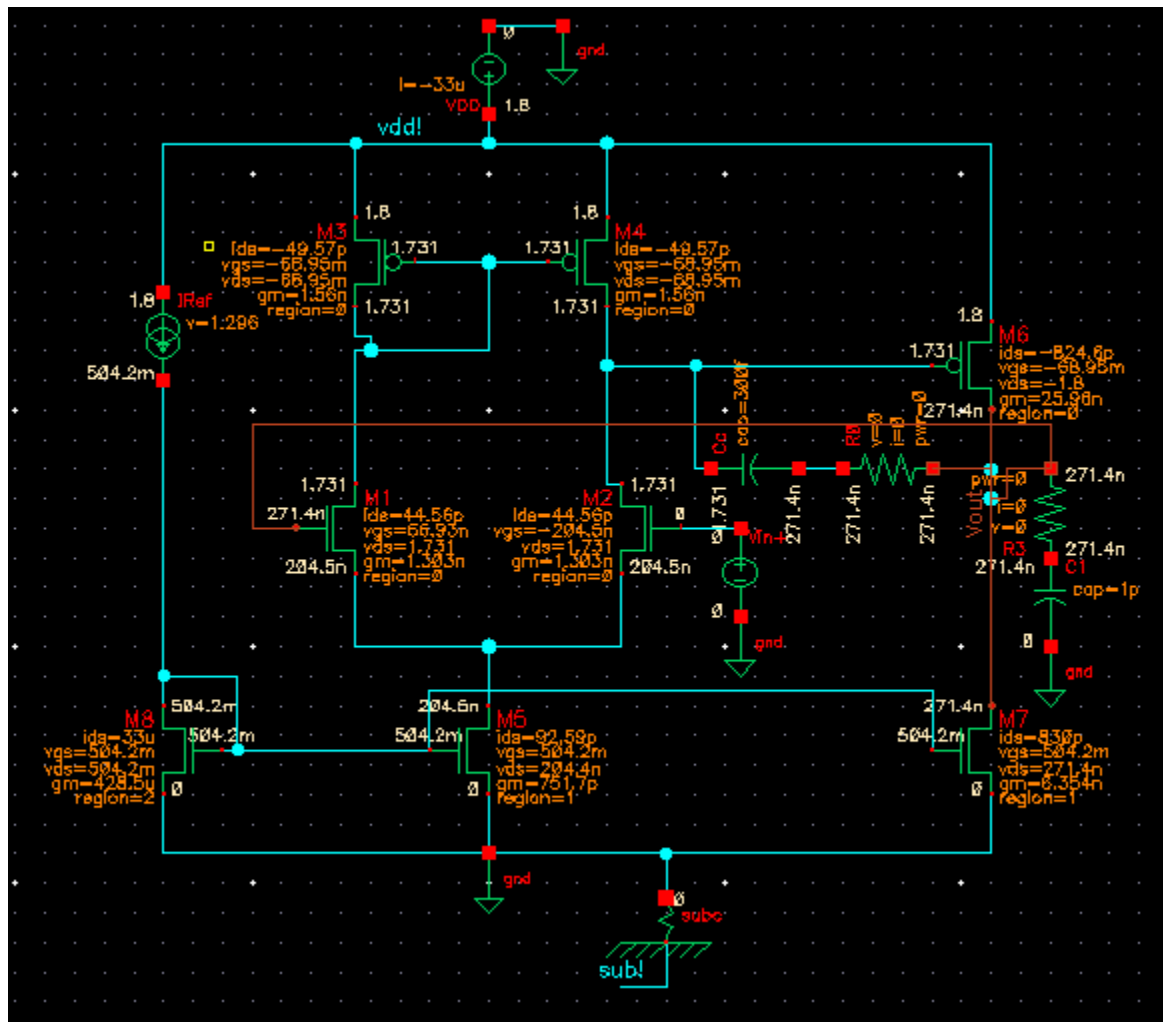 0
gnd
I=-33u
VDD
1.8
vdd!
1.8
M3
1.731
ids=-49.57p
vgs=-68.95m
vds=-68.95m
gm=1.56n
region=0
1.731
1.8
M4
1.731
ids=-49.57p
vgs=-68.95m
vds=-68.95m
gm=1.56n
region=0
1.731
1.8
IRef
v=1.296
504.2m
1.8
M6
1.731
ids=-824.6p
vgs=-68.95m
vds=-1.8
gm=25.98n
region=0
271.4n
Cc
cap=300f
1.731
271.4n
R0
v=0
i=0
pwr=0
271.4n
271.4n
Vout
271.4n
pwr=0
i=0
v=0
R3
271.4n
271.4n
C1
cap=1p
0
gnd
1.731
M1
271.4n
ids=44.56p
vgs=66.93n
vds=1.731
gm=1.303n
region=0
204.5n
1.731
M2
0
ids=44.56p
vgs=-204.5n
vds=1.731
gm=1.303n
region=0
204.5n
Vin+
0
gnd
504.2m
M8
504.2m
ids=33u
vgs=504.2m
vds=504.2m
gm=428.5u
region=2
0
M5
504.2m
ids=92.59p
vgs=504.2m
vds=204.4n
gm=751.7p
region=1
0
271.4n
M7
504.2m
ids=830p
vgs=504.2m
vds=271.4n
gm=6.354n
region=1
0
gnd
0
subc
sub!